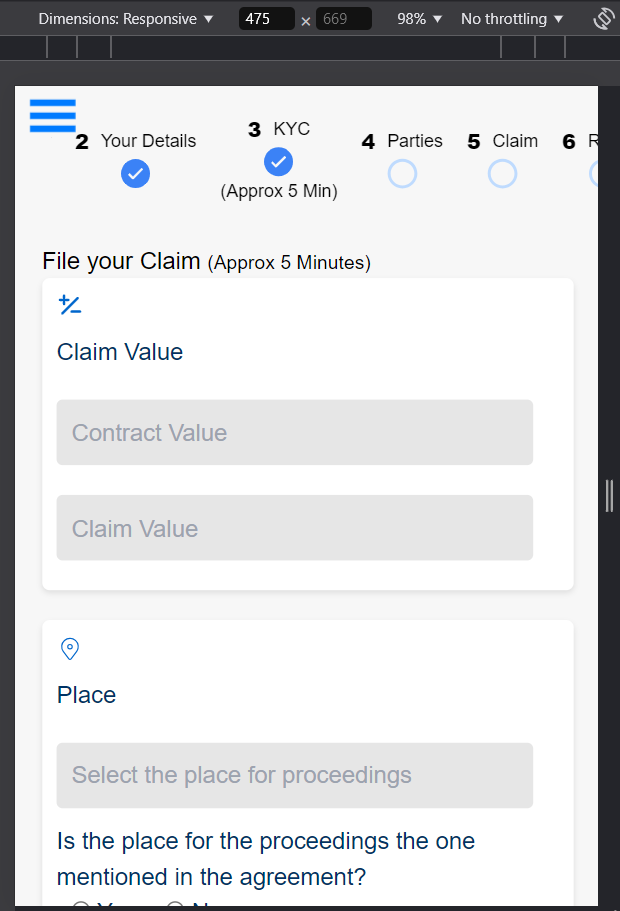 Dimensions: Responsive ▼ 475 × 669 98% ▼ No throttling ▼
2 Your Details 3 KYC 4 Parties 5 Claim 6
(Approx 5 Min)
File your Claim (Approx 5 Minutes)
Claim Value
Contract Value
Claim Value
Place
Select the place for proceedings
Is the place for the proceedings the one
mentioned in the agreement?